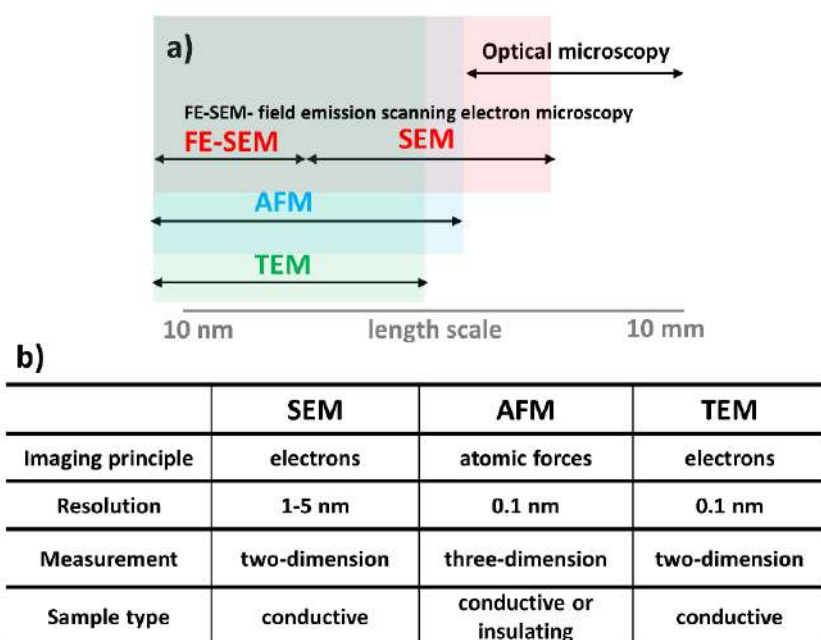 a)
Optical microscopy
FE-SEM- field emission scanning electron microscopy
FE-SEM SEM
AFM
TEM
10 nm length scale 10 mm
b)
SEM AFM TEM
Imaging principle electrons atomic forces electrons
Resolution 1-5 nm 0.1 nm 0.1 nm
Measurement two-dimension three-dimension two-dimension
Sample type conductive conductive or insulating conductive